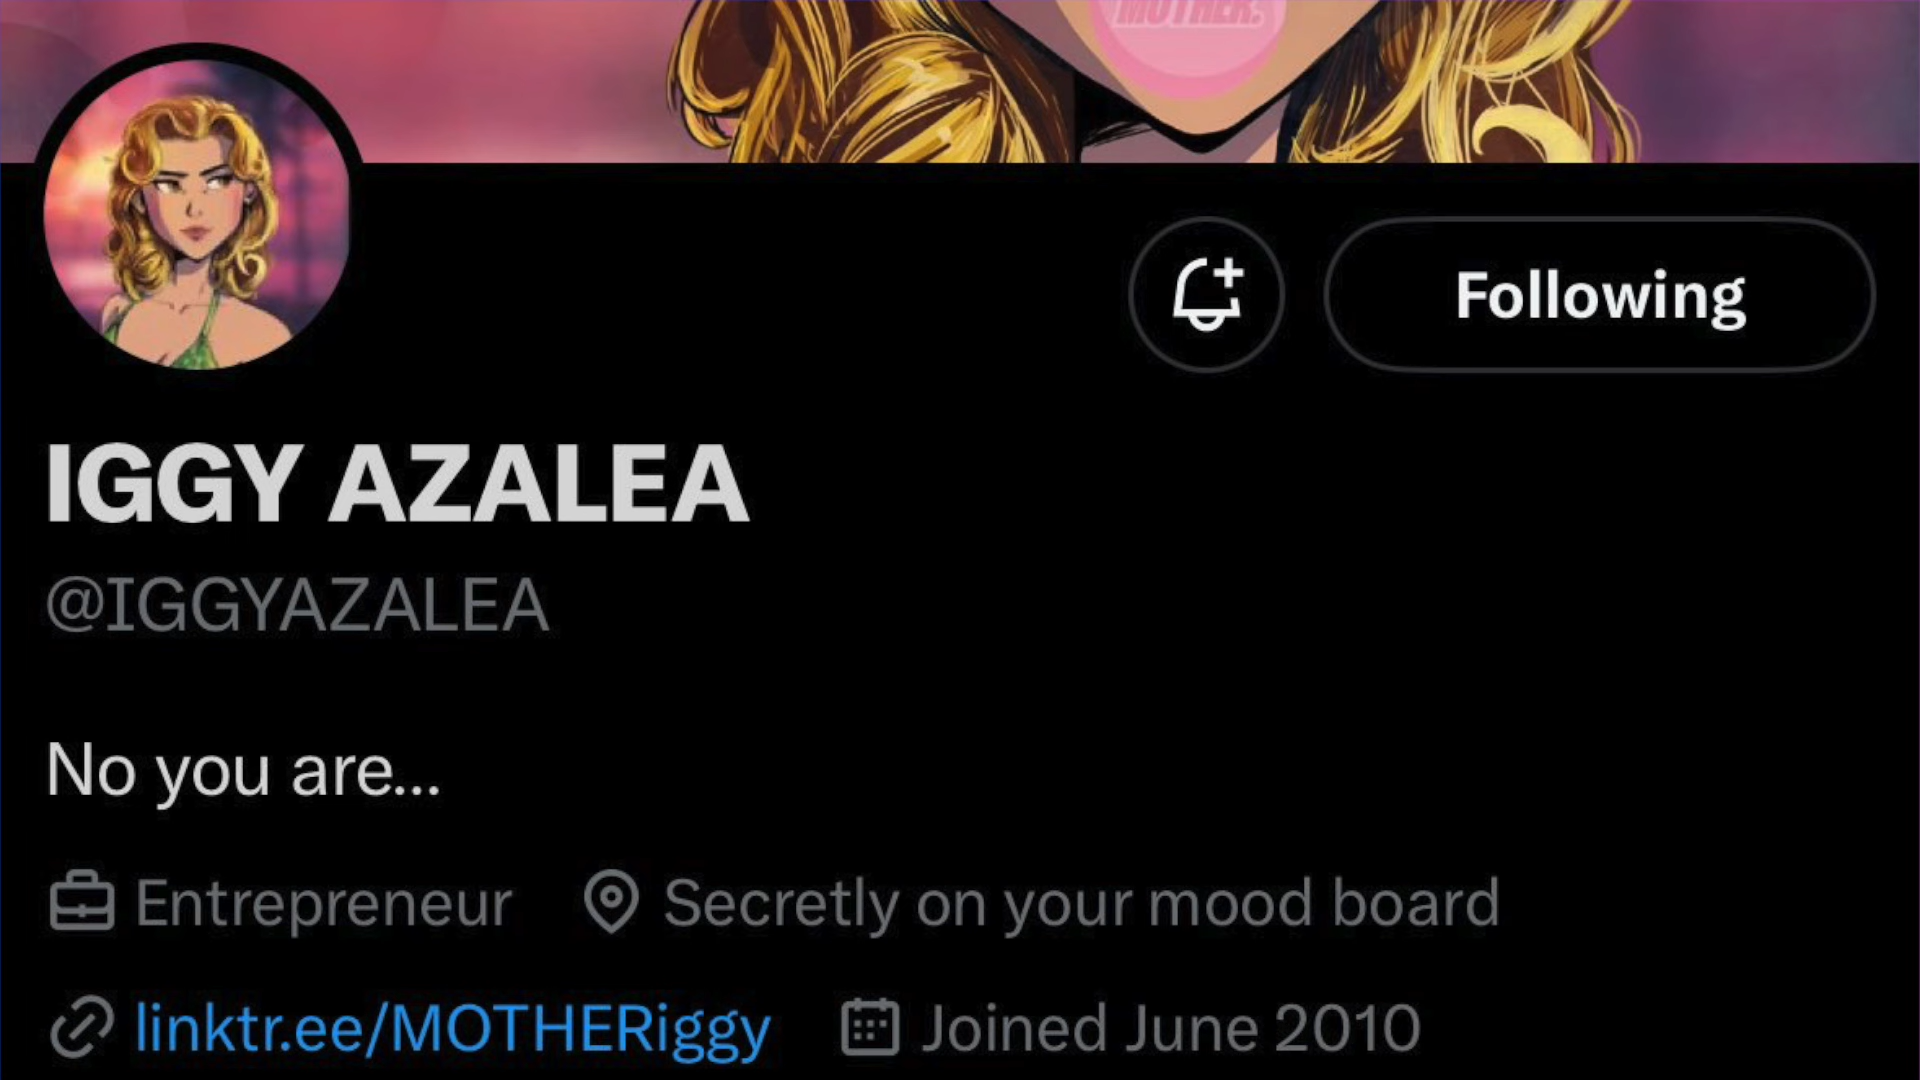 MOTHER.
Following
IGGY AZALEA
@IGGYAZALEA
No you are...
Entrepreneur Secretly on your mood board
linktr.ee/MOTHERiggy Joined June 2010